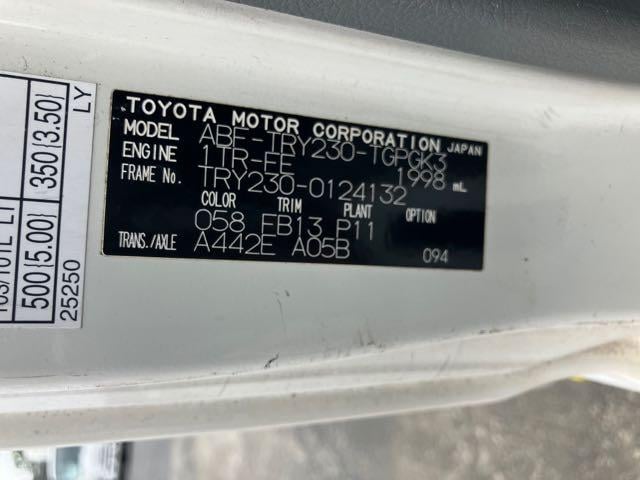 TOYOTA MOTOR CORPORATION JAPAN
MODEL ABF-TRY230-TGPGK3
ENGINE 1TR-FE 1998 mL
FRAME No. TRY230-0124132
COLOR TRIM PLANT OPTION
058 FB13 P11
TRANS./AXLE A442E A05B 094
500{5.00} 350{3.50}
25250 LY